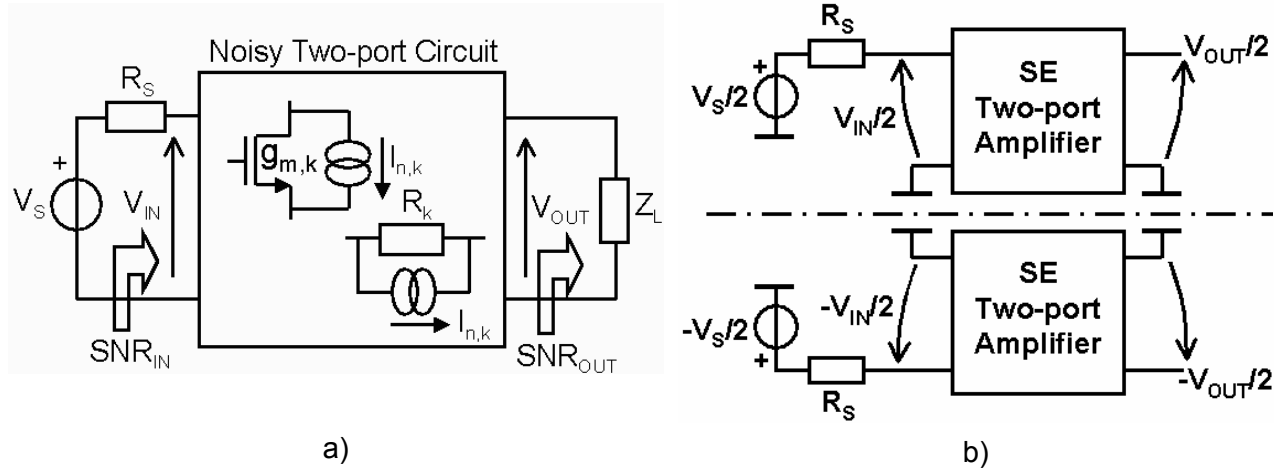 Noisy Two-port Circuit
R_S
+
V_S
V_IN
SNR_IN
g_m,k
I_n,k
R_k
I_n,k
V_OUT
Z_L
SNR_OUT
a)
R_S
+
V_S/2
V_IN/2
SE
Two-port
Amplifier
V_OUT/2
-V_S/2
+
-V_IN/2
R_S
SE
Two-port
Amplifier
-V_OUT/2
b)